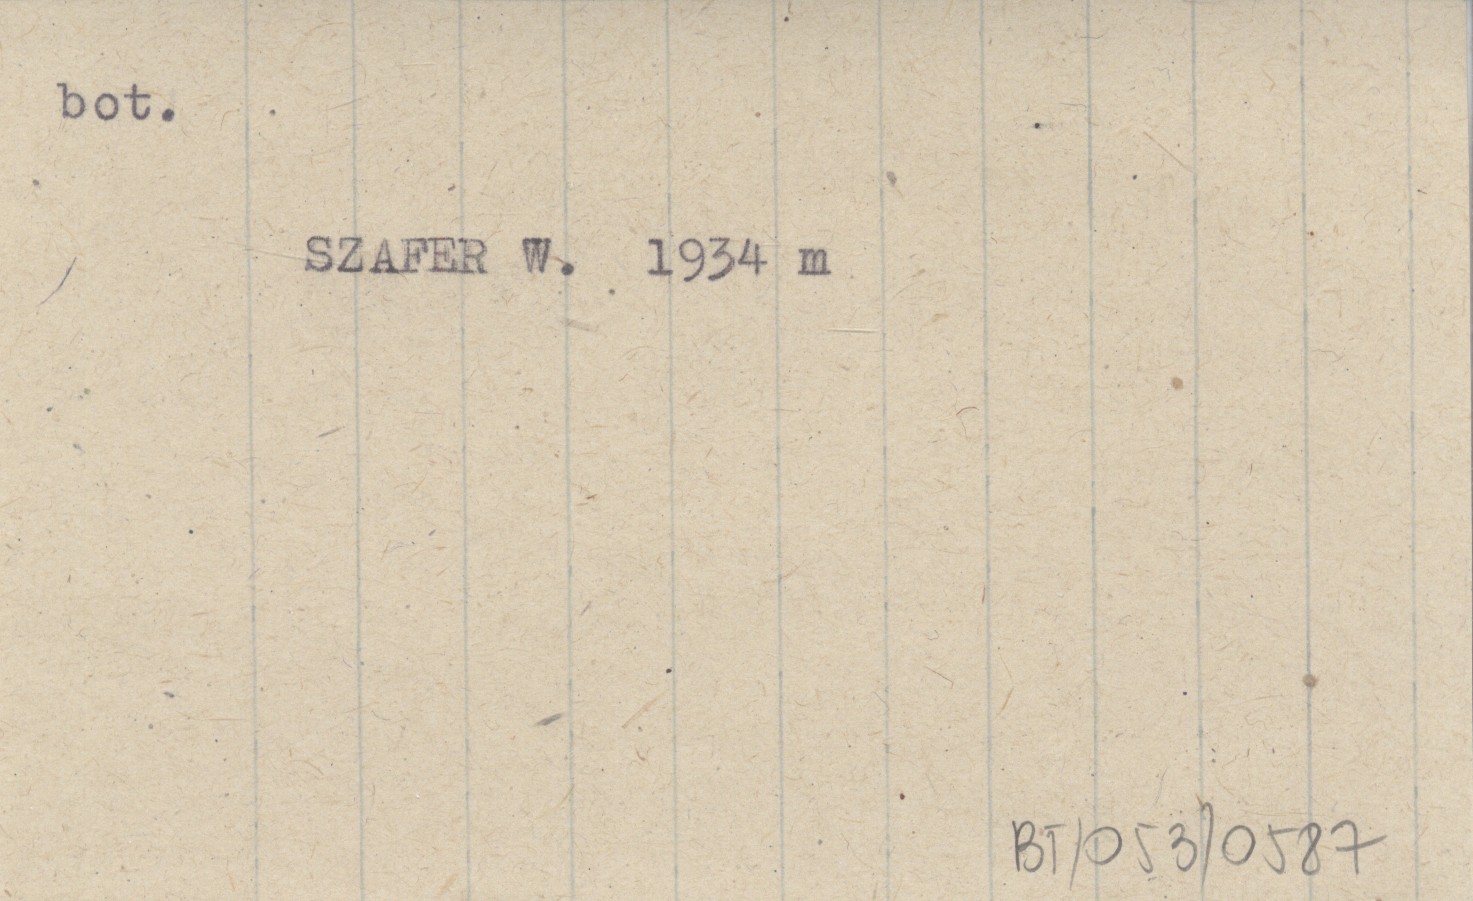 bot.
SZAFER W. 1934 m
BT/053/0587